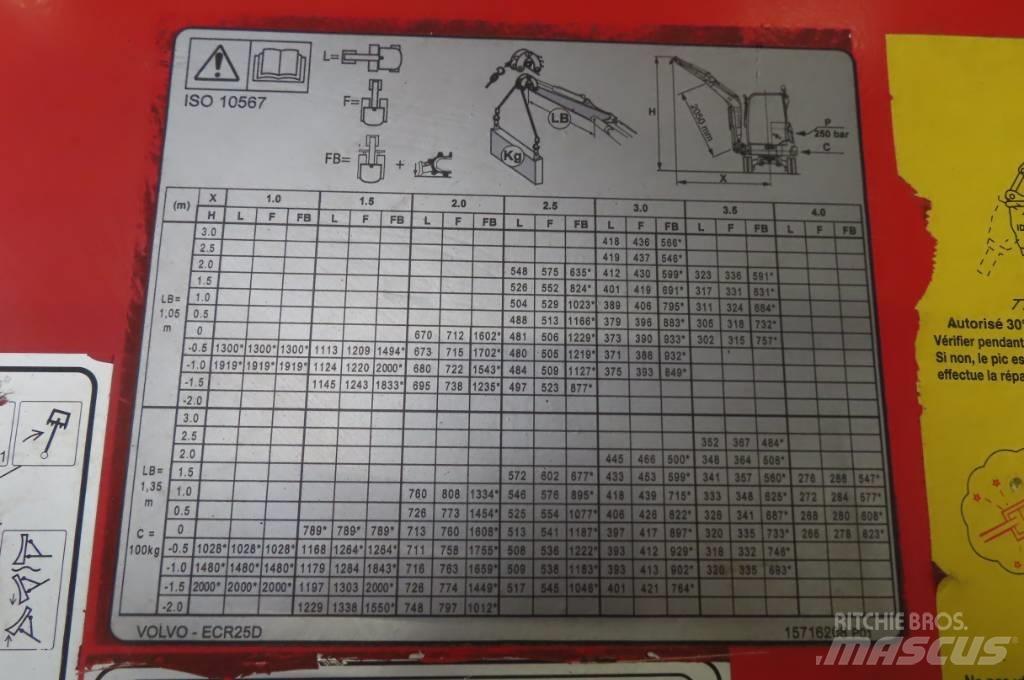 ISO 10567
L=
F=
FB= +
LB
Kg
H
2050 mm
P
250 bar
C
X
(m) X 1.0 1.5 2.0 2.5 3.0 3.5 4.0
H L F FB L F FB L F FB L F FB L F FB L F FB L F FB
LB=
1,05
m
3.0 418 436 566*
2.5 419 437 546*
2.0 548 575 635* 412 430 599* 323 336 591*
1.5 526 552 824* 401 419 691* 317 331 631*
1.0 504 529 1023* 389 406 795* 311 324 684*
0.5 488 513 1166* 379 396 883* 306 318 732*
0 670 712 1602* 481 506 1229* 373 390 933* 302 315 757*
-0.5 1300* 1300* 1300* 1113 1209 1494* 673 715 1702* 480 505 1219* 371 388 932*
-1.0 1919* 1919* 1919* 1124 1220 2000* 680 722 1543* 484 509 1127* 375 393 849*
-1.5 1145 1243 1833* 695 738 1235* 497 523 877*
-2.0
LB=
1,35
m
C =
100kg
3.0
2.5 352 367 484*
2.0 445 466 500* 348 364 508*
1.5 572 602 677* 433 453 599* 341 357 560* 276 288 547*
1.0 760 808 1334* 546 576 895* 418 439 715* 333 348 625* 272 284 577*
0.5 726 773 1454* 525 554 1077* 406 426 822* 326 341 687* 268 280 608*
0 789* 789* 789* 713 760 1608* 513 541 1187* 397 417 897* 320 335 733* 266 278 623*
-0.5 1028* 1028* 1028* 1168 1264* 1264* 711 758 1755* 508 536 1222* 393 412 929* 318 332 746*
-1.0 1480* 1480* 1480* 1179 1284 1843* 716 763 1659* 509 538 1183* 393 413 902* 320 335 693*
-1.5 2000* 2000* 2000* 1197 1303 2000* 726 774 1449* 517 545 1046* 401 421 764*
-2.0 1229 1338 1550* 748 797 1012*
VOLVO - ECR25D
15716208 P01
Autorisé 30°
Vérifier pendant
Si non, le pic es
effectue la répa
RITCHIE BROS.
MASCUS